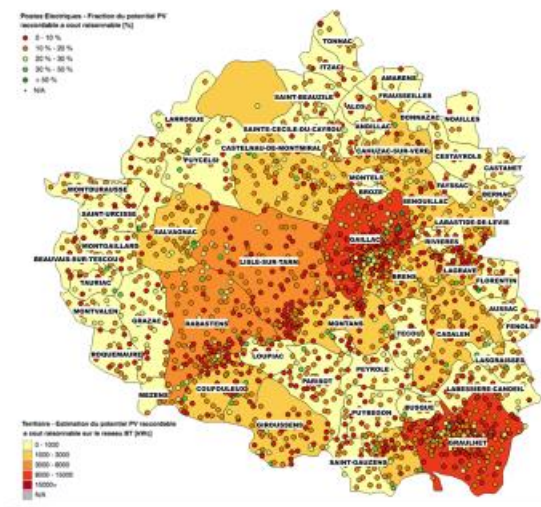 Postes Electriques - Fraction du potentiel PV
raccordable a cout raisonnable [%]
0 - 10 %
10 % - 20 %
20 % - 30 %
30 % - 50 %
> 50 %
N/A
TONNAC
ITZAC
AMARENS
SAINT-BEAUZILE
FRAUSSEILLES
ALOS
LARROQUE
DONNAZAC
NOAILLES
ANDILLAC
SAINTE-CECILE-DU-CAYROU
CASTELNAU-DE-MONTMIRAL
CAHUZAC-SUR-VERE
CESTAYROLS
PUYCELSI
CASTANET
MONTELS
FAYSSAC
MONTDURAUSSE
BROZE
BERNAC
SENOUILLAC
SAINT-URCISSE
LABASTIDE-DE-LEVIS
SALVAGNAC
GAILLAC
RIVIERES
MONTGAILLARD
BEAUVAIS-SUR-TESCOU
LISLE-SUR-TARN
LAGRAVE
BRENS
FLORENTIN
TAURIAC
AUSSAC
MONTVALEN
GRAZAC
RABASTENS
MONTANS
FENOLS
TECOU
CADALEN
ROQUEMAURE
LOUPIAC
LASGRAISSES
PEYROLE
PARISOT
COUFOULEUX
LABESSIERE-CANDEIL
MEZENS
PUYBEGON
BUSQUE
GIROUSSENS
GRAULHET
SAINT-GAUZENS
Territoire - Estimation du potentiel PV raccordable
a cout raisonnable sur le reseau BT [kWc]
0 - 1000
1000 - 3000
3000 - 8000
8000 - 15000
15000+
N/A